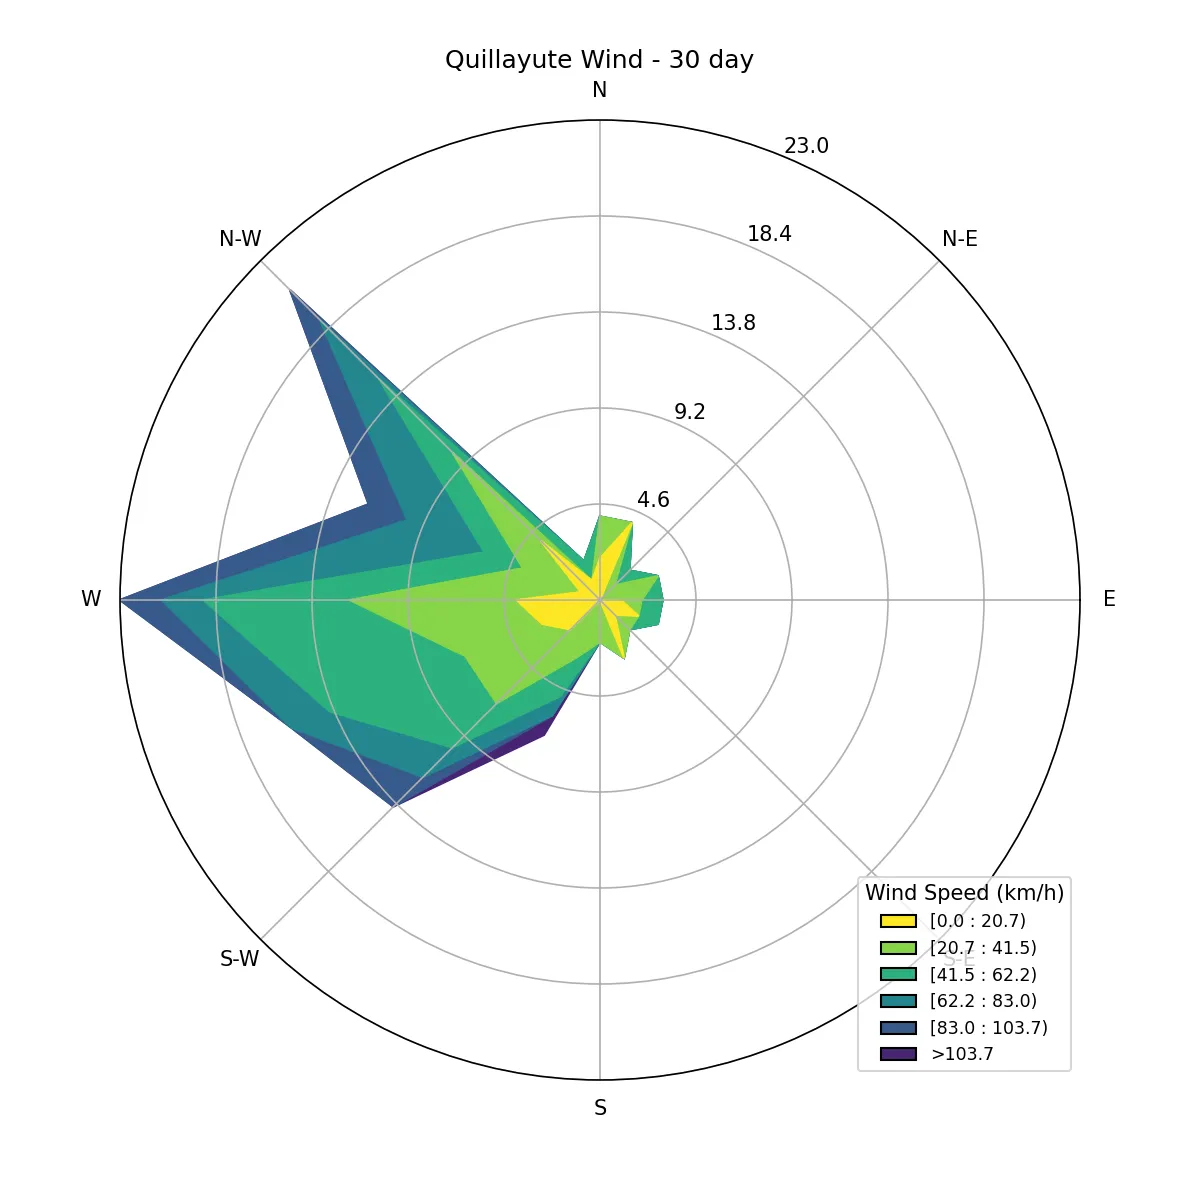 Quillayute Wind - 30 day
N
23.0
N-W
18.4
N-E
13.8
9.2
4.6
W
E
Wind Speed (km/h)
[0.0 : 20.7)
[20.7 : 41.5)
S-W
S-E
[41.5 : 62.2)
[62.2 : 83.0)
[83.0 : 103.7)
>103.7
S